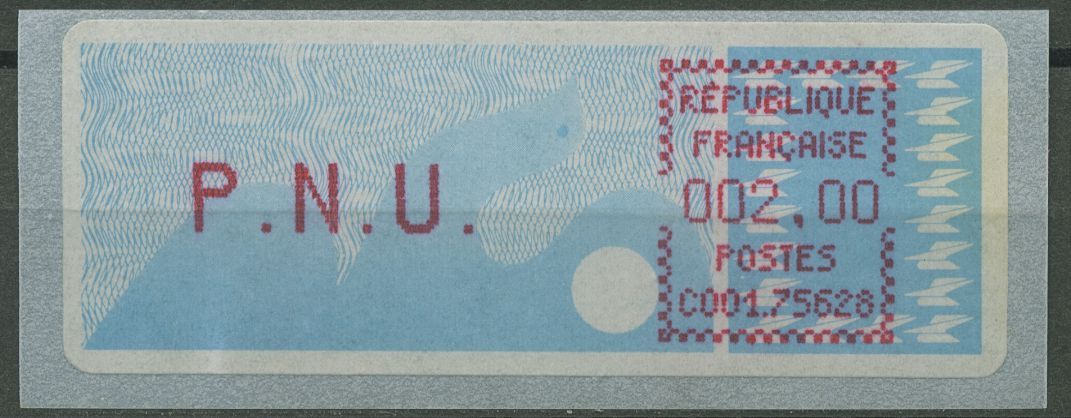 P.N.U.
RÉPUBLIQUE
FRANÇAISE
002,00
POSTES
C001.75628